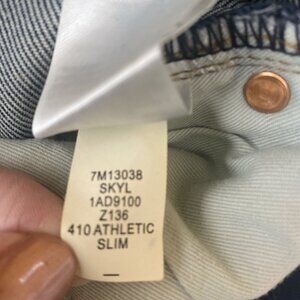 7M13038
SKYL
1AD9100
Z136
410 ATHLETIC
SLIM